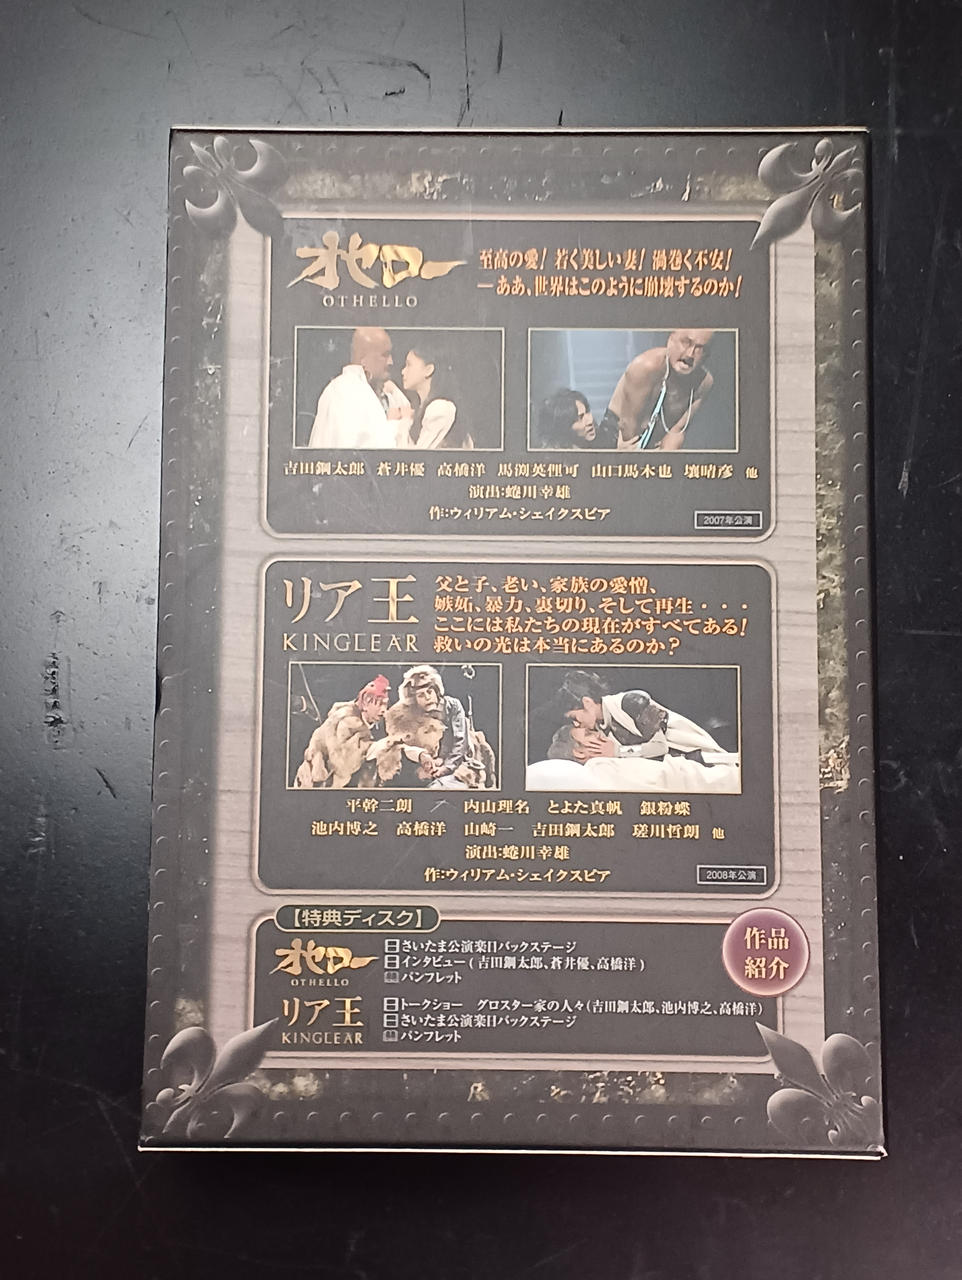 オセロー
OTHELLO
至高の愛! 若く美しい妻! 渦巻く不安!
―ああ、世界はこのように崩壊するのか!
吉田鋼太郎 蒼井優 高橋洋 馬渕英俚可 山口馬木也 壤晴彦 他
演出:蜷川幸雄
作:ウィリアム・シェイクスピア
2007年公演
リア王
KINGLEAR
父と子、老い、家族の愛憎、
嫉妬、暴力、裏切り、そして再生・・・
ここには私たちの現在がすべてある!
救いの光は本当にあるのか?
平幹二朗 / 内山理名 とよた真帆 銀粉蝶
池内博之 高橋洋 山崎一 吉田鋼太郎 瑳川哲朗 他
演出:蜷川幸雄
作:ウィリアム・シェイクスピア
2008年公演
【特典ディスク】
オセロー
OTHELLO
さいたま公演楽日バックステージ
インタビュー(吉田鋼太郎、蒼井優、高橋洋)
パンフレット
リア王
KINGLEAR
トークショー グロスター家の人々(吉田鋼太郎、池内博之、高橋洋)
さいたま公演楽日バックステージ
パンフレット
作品
紹介